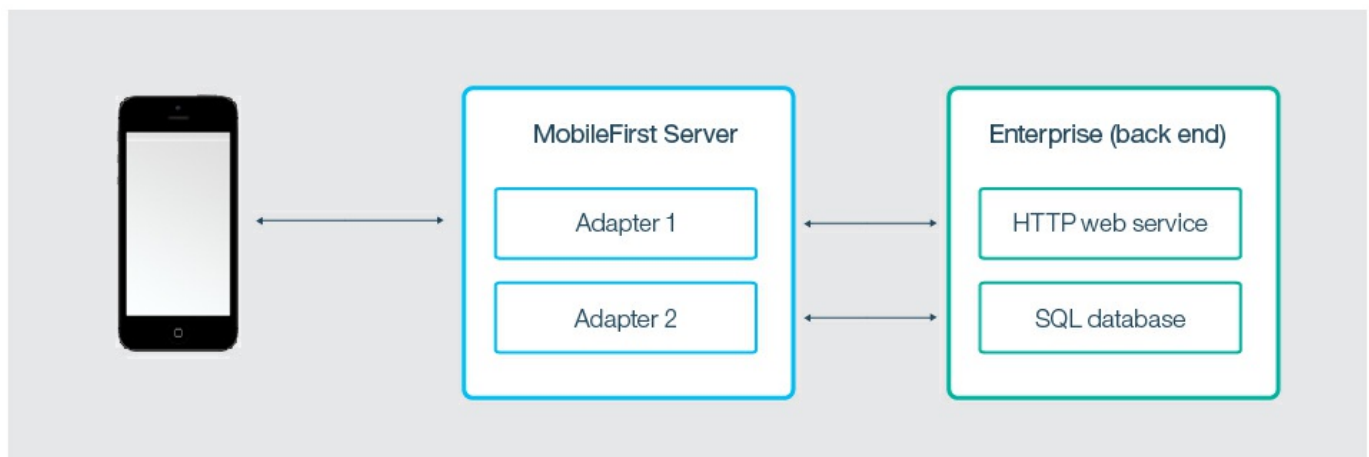 MobileFirst Server
Adapter 1
Adapter 2
Enterprise (back end)
HTTP web service
SQL database